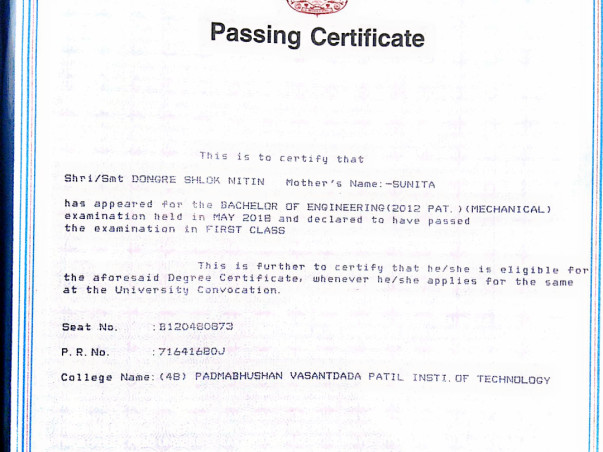 Passing Certificate
This is to certify that
Shri/Smt DONGRE SHLOK NITIN Mother's Name:-SUNITA
has appeared for the BACHELOR OF ENGINEERING(2012 PAT.)(MECHANICAL)
examination held in MAY 2018 and declared to have passed
the examination in FIRST CLASS
This is further to certify that he/she is eligible for
the aforesaid Degree Certificate, whenever he/she applies for the same
at the University Convocation.
Seat No. :B120480873
P.R.No. :71641680J
College Name:(48) PADMABHUSHAN VASANTDADA PATIL INSTI.OF TECHNOLOGY